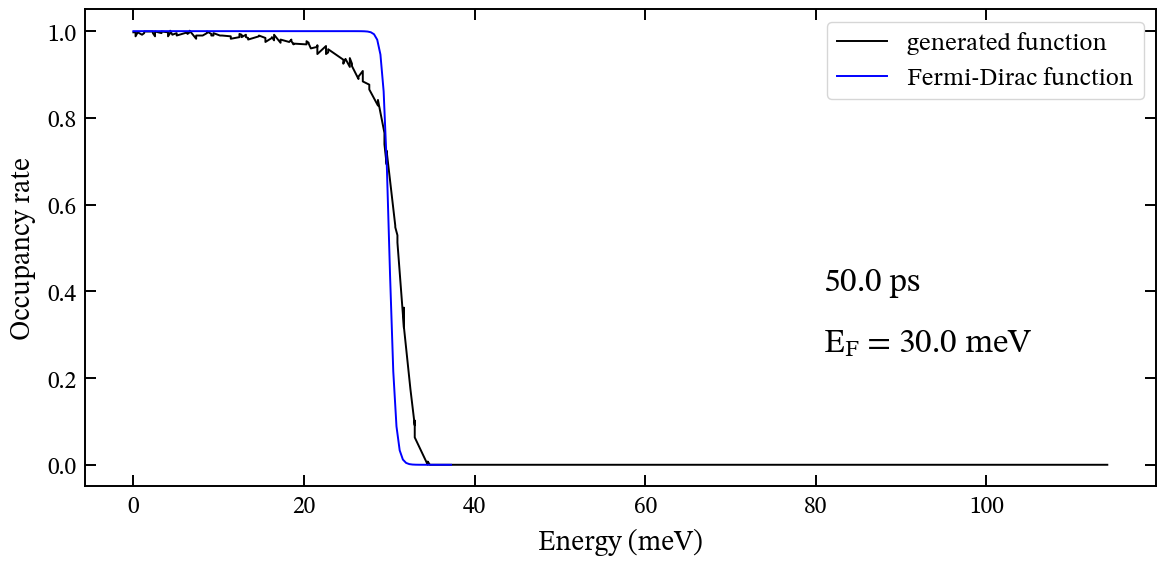 generated function
Fermi-Dirac function
Occupancy rate
1.0
0.8
0.6
0.4
0.2
0.0
50.0 ps
E_F = 30.0 meV
0 20 40 60 80 100
Energy (meV)